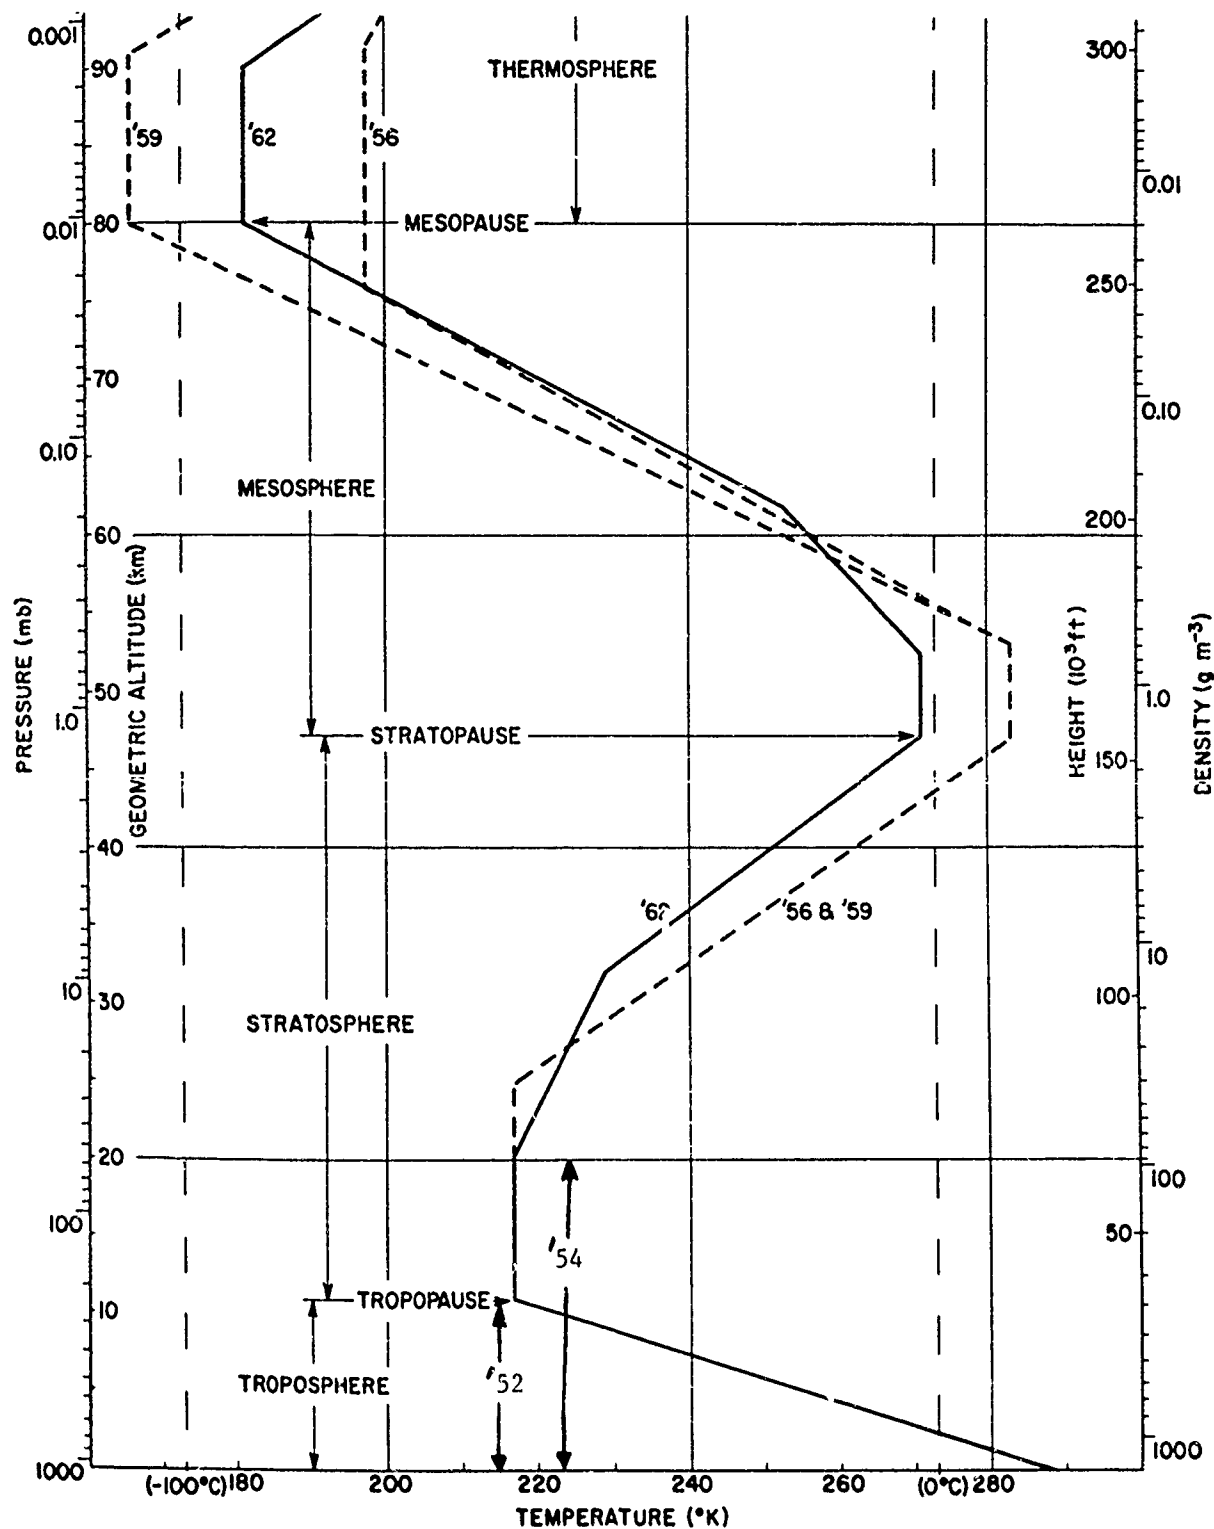 0.001
90
THERMOSPHERE
300
'59
'62
'56
0.01
0.01
80
MESOPAUSE
250
70
0.10
0.10
MESOSPHERE
200
60
PRESSURE (mb)
GEOMETRIC ALTITUDE (km)
HEIGHT (10³ft)
DENSITY (g m⁻³)
50
1.0
1.0
STRATOPAUSE
150
40
'62
'56 & '59
10
10
30
100
STRATOSPHERE
20
100
100
'54
50
10
TROPOPAUSE
'52
TROPOSPHERE
1000
1000
(-100°C) 180 200 220 240 260 (0°C) 280
TEMPERATURE (°K)